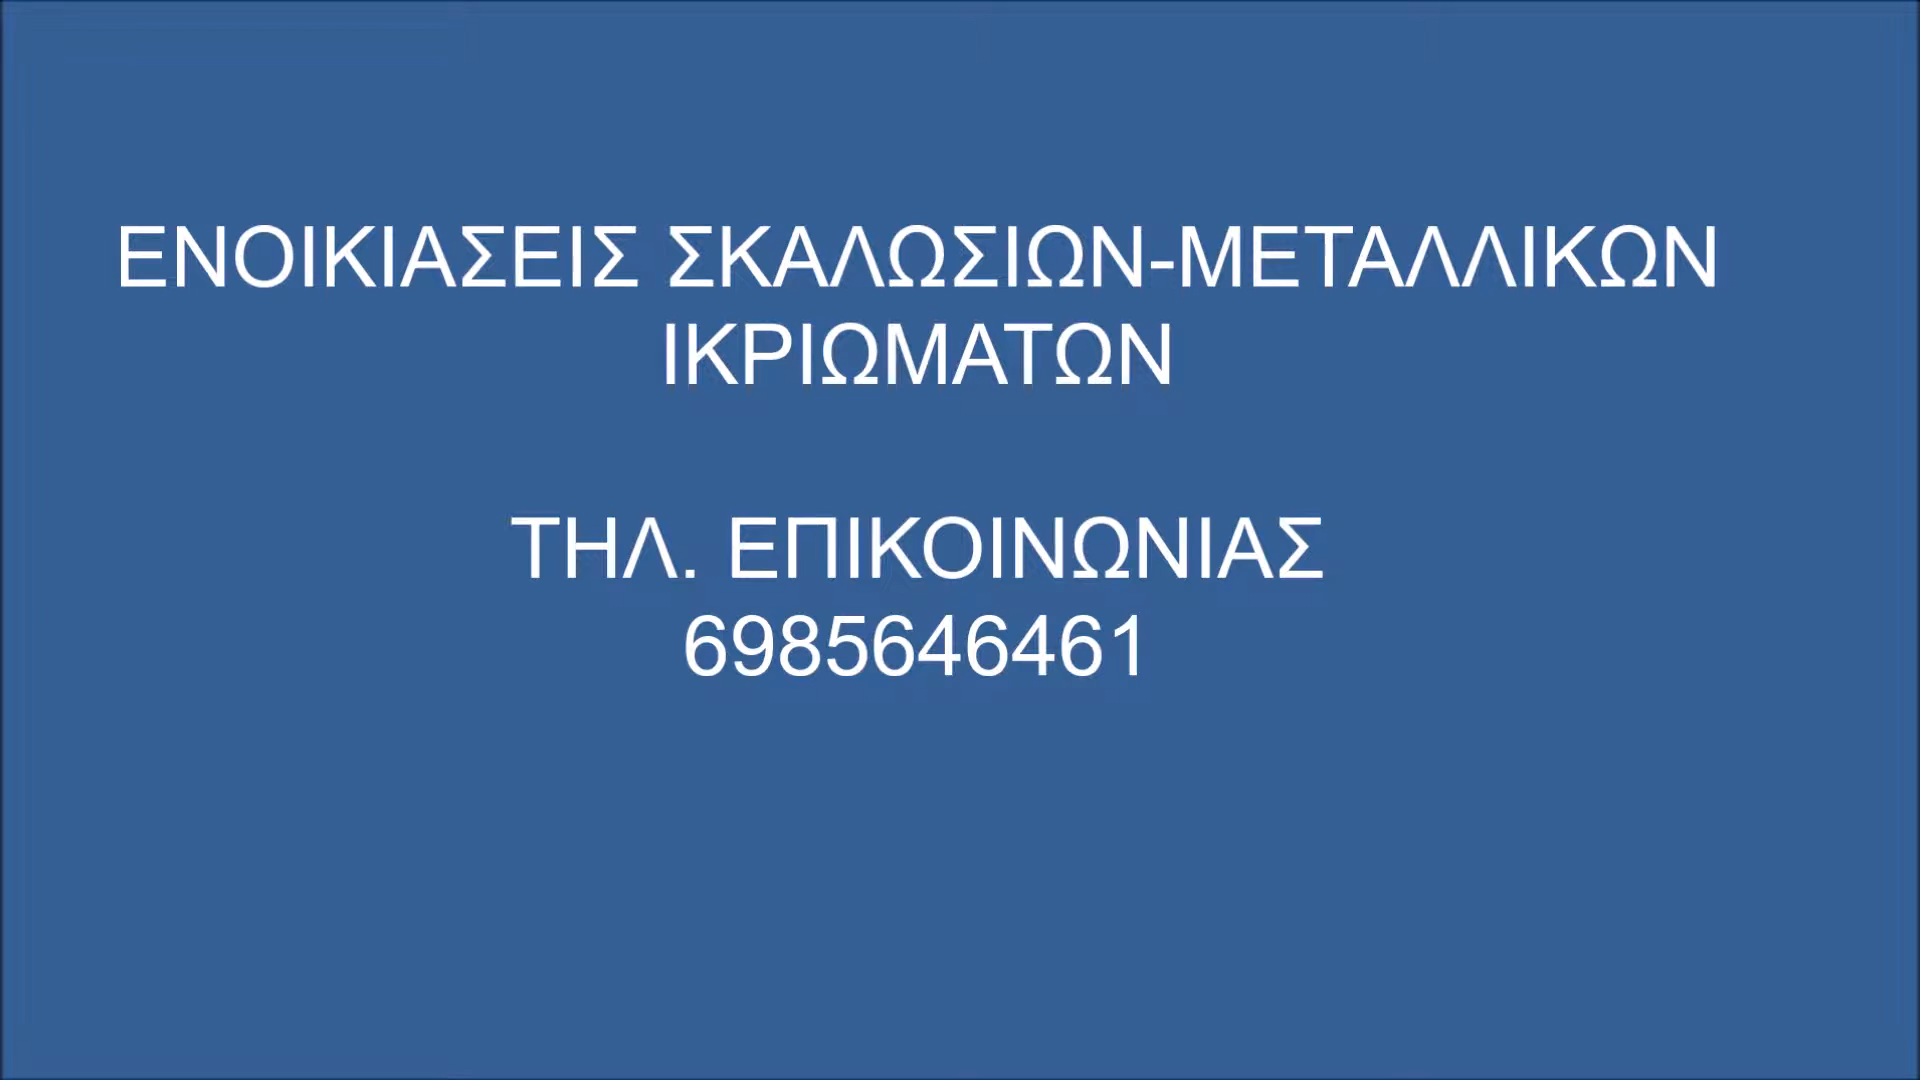 ΕΝΟΙΚΙΑΣΕΙΣ ΣΚΑΛΩΣΙΩΝ-ΜΕΤΑΛΛΙΚΩΝ
ΙΚΡΙΩΜΑΤΩΝ
ΤΗΛ. ΕΠΙΚΟΙΝΩΝΙΑΣ
6985646461